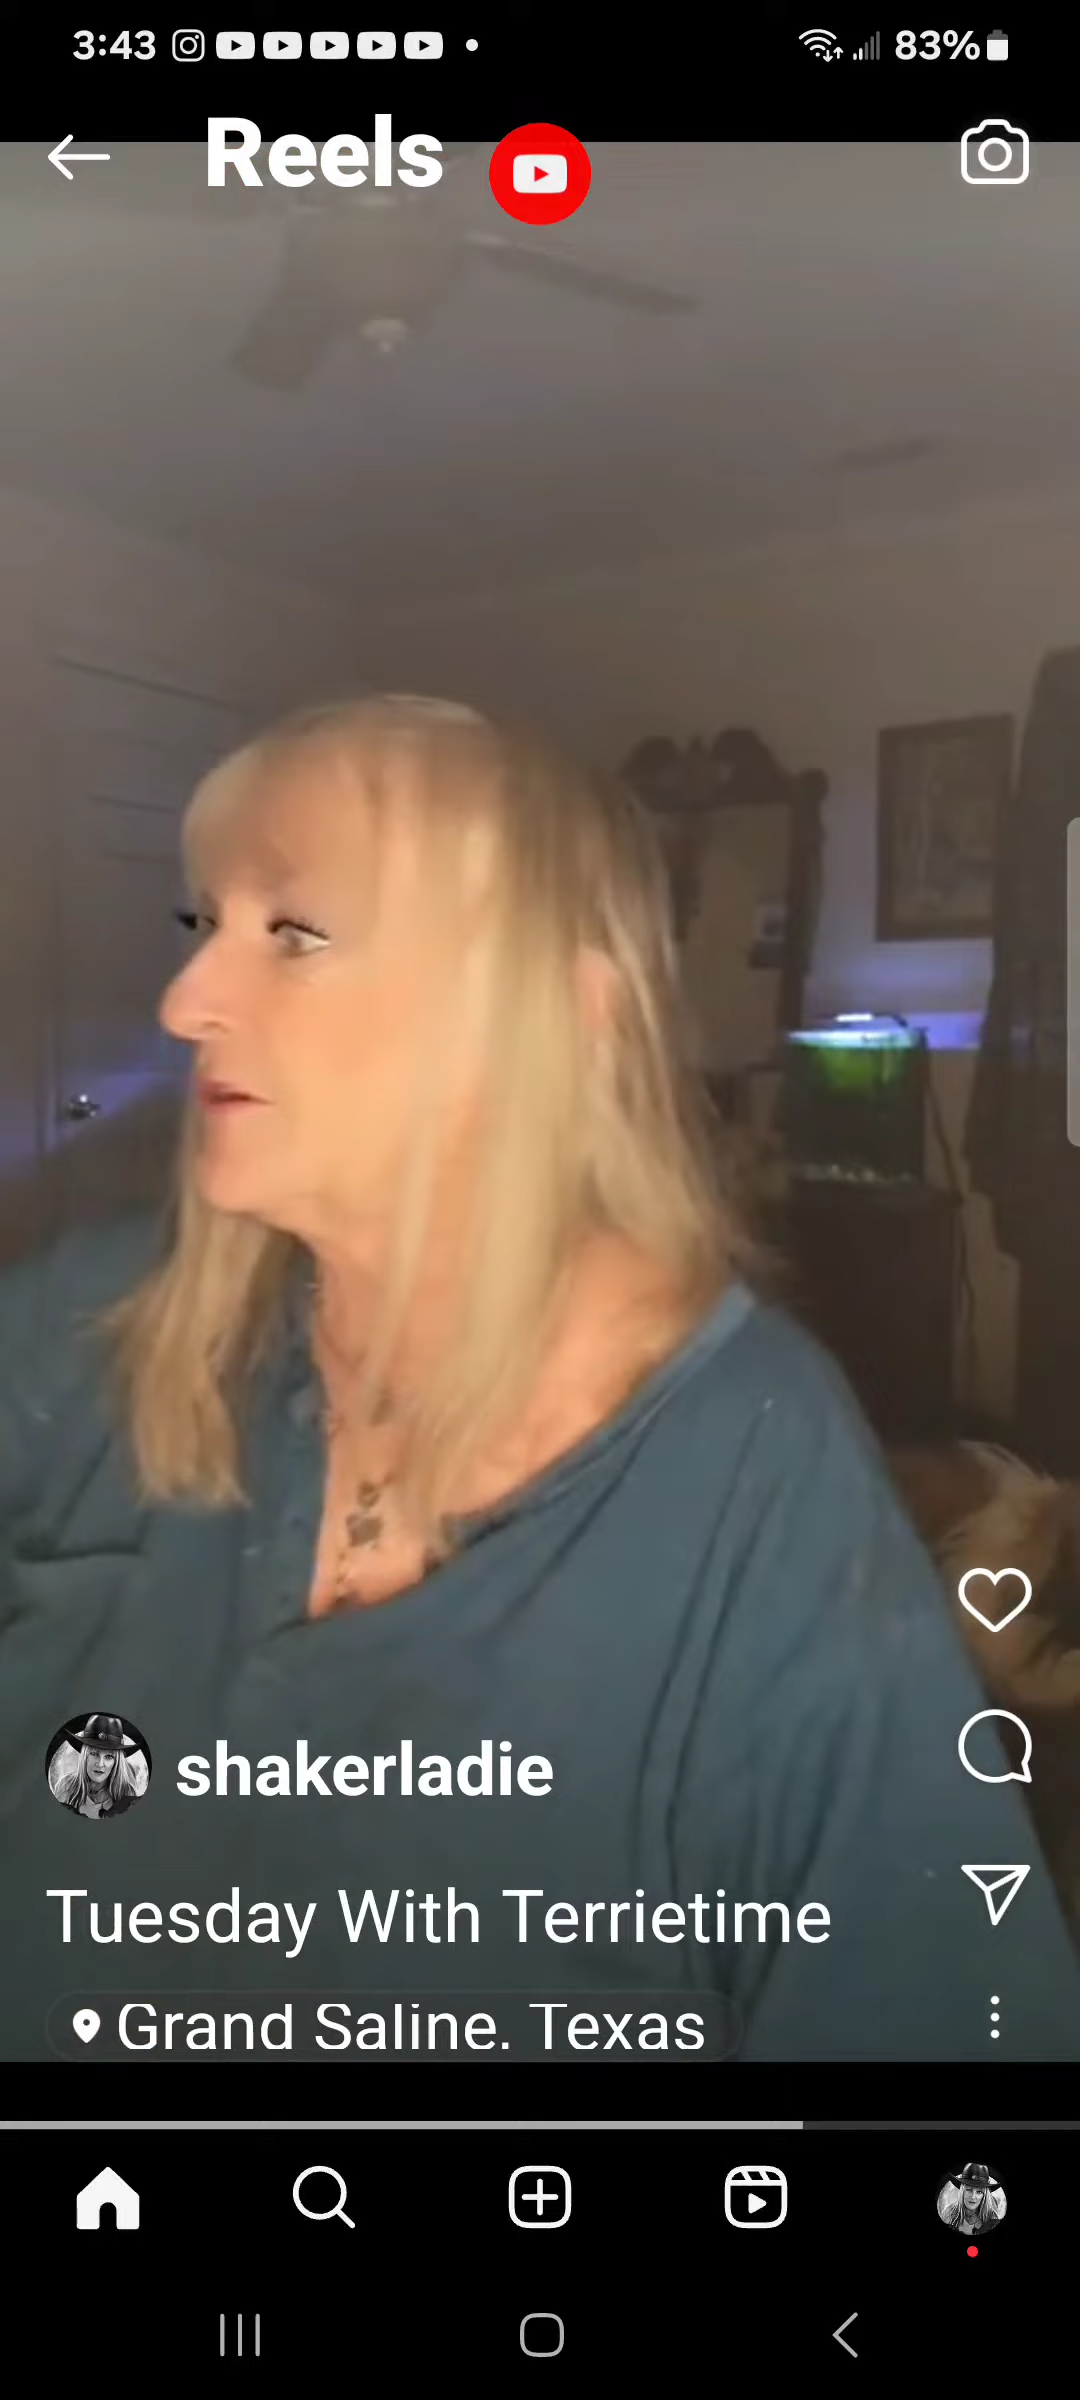 3:43
83%
Reels
shakerladie
Tuesday With Terrietime
Grand Saline, Texas